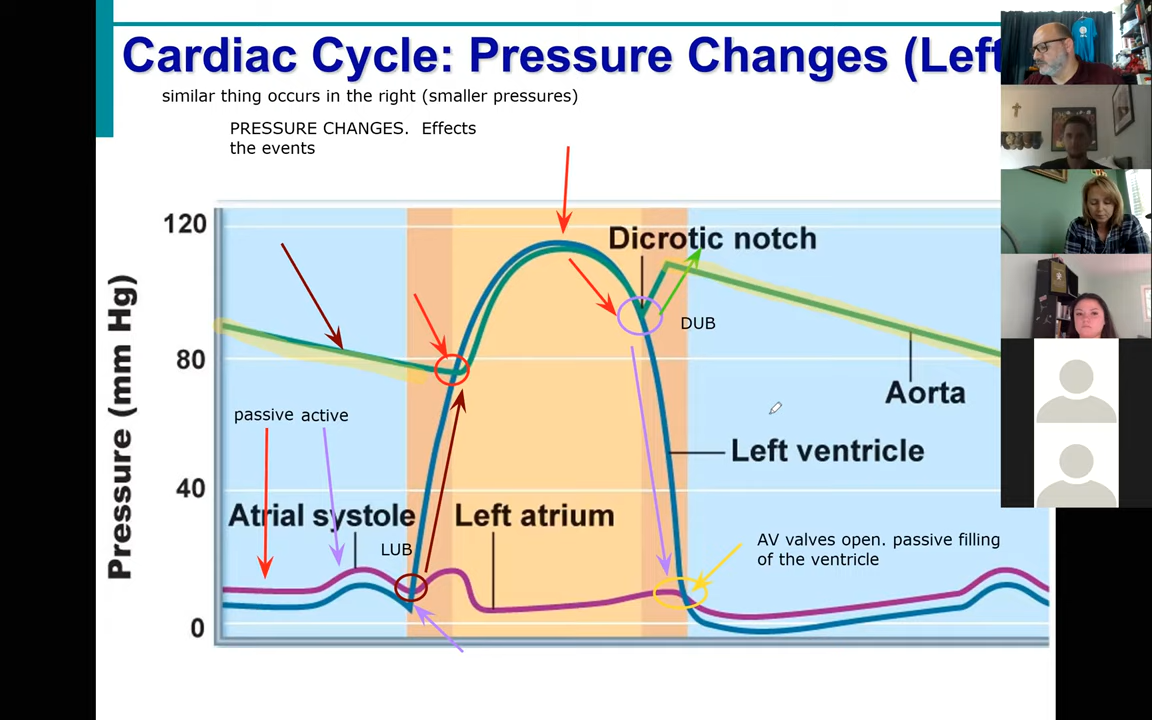 Cardiac Cycle: Pressure Changes (Left
similar thing occurs in the right (smaller pressures)
PRESSURE CHANGES.  Effects
the events
120
Dicrotic notch
DUB
80
Aorta
passive active
Left ventricle
40
Atrial systole
Left atrium
LUB
AV valves open. passive filling
of the ventricle
0
Pressure (mm Hg)